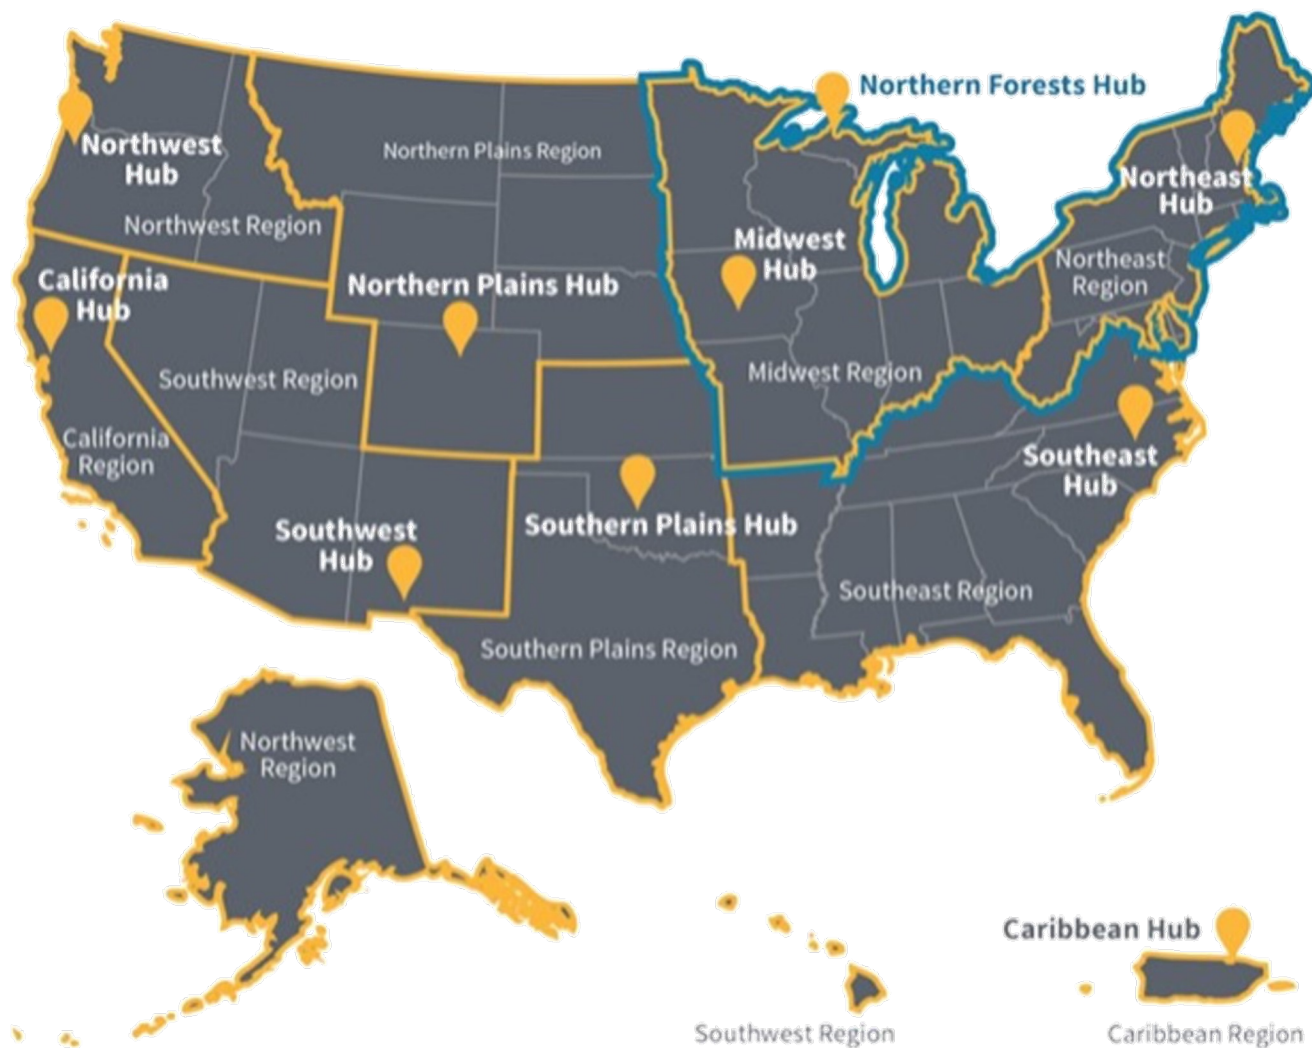 Northern Forests Hub
Northwest
Hub
Northern Plains Region
Northeast
Hub
Northwest Region
Midwest
Hub
Northeast
Region
California
Hub
Northern Plains Hub
Southwest Region
Midwest Region
California
Region
Southeast
Hub
Southwest
Hub
Southern Plains Hub
Southeast Region
Southern Plains Region
Northwest
Region
Caribbean Hub
Southwest Region
Caribbean Region